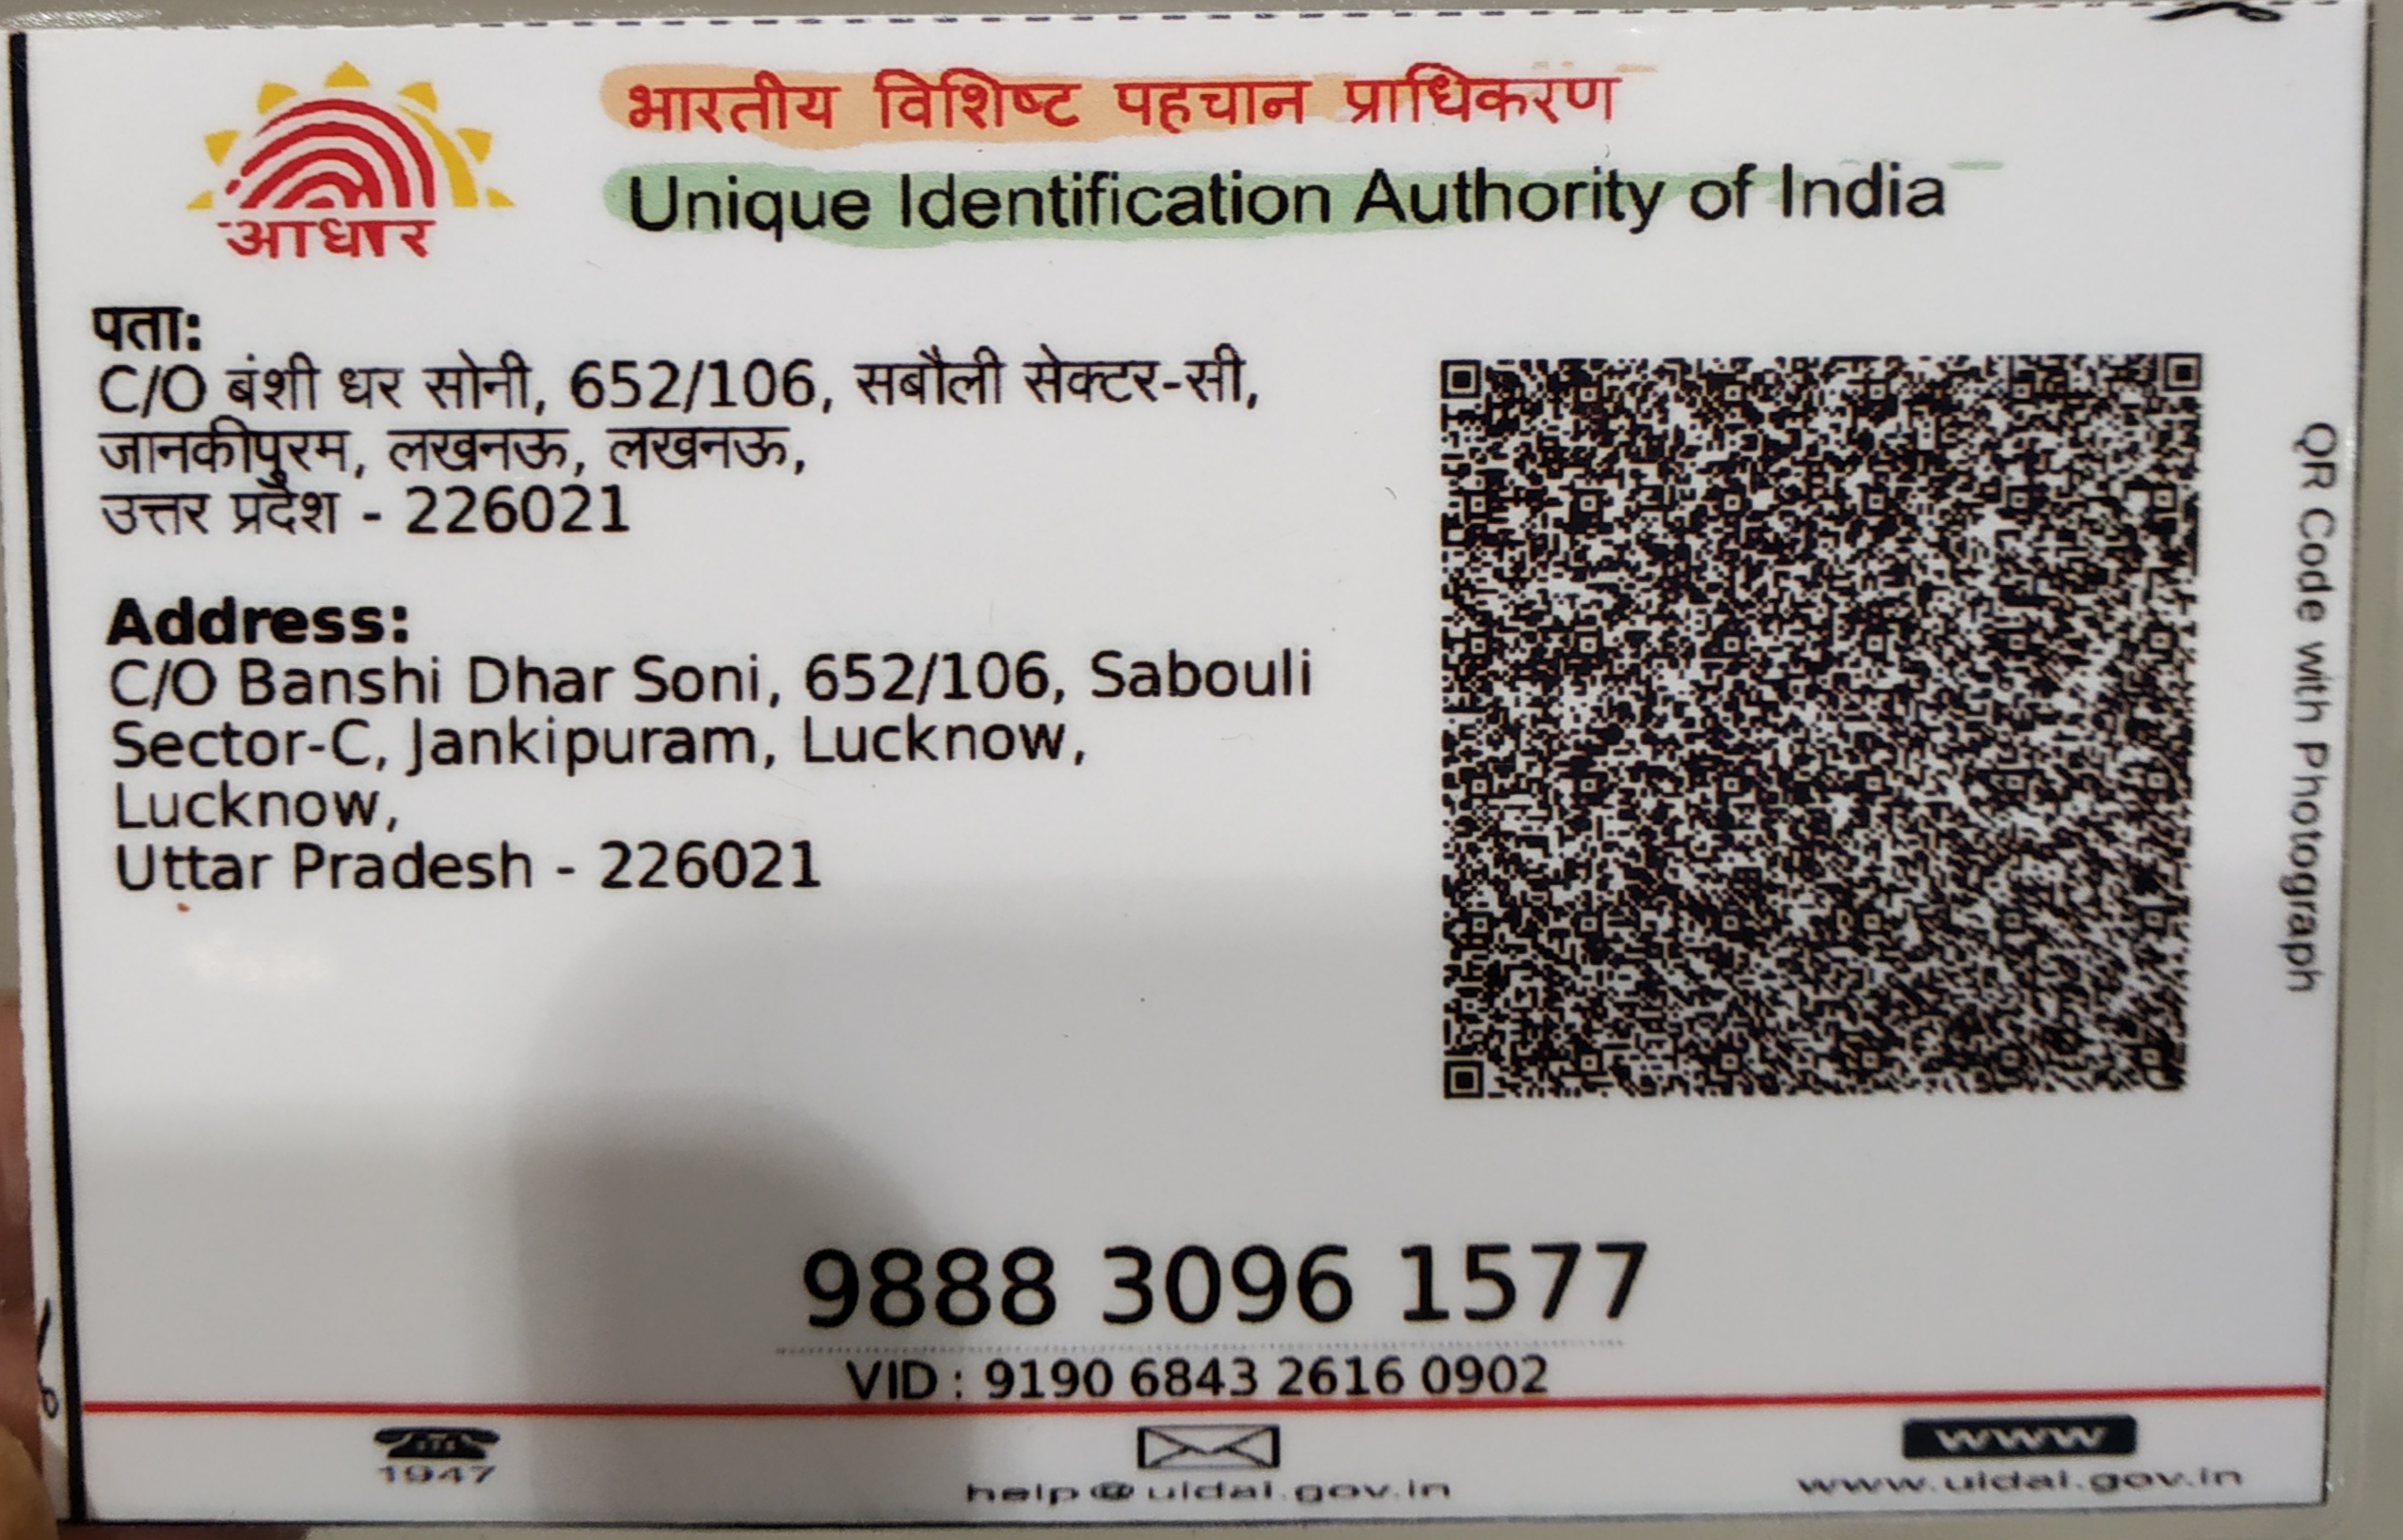 आधार
भारतीय विशिष्ट पहचान प्राधिकरण
Unique Identification Authority of India
पता:
C/O बंशी धर सोनी, 652/106, सबौली सेक्टर-सी,
जानकीपुरम, लखनऊ, लखनऊ,
उत्तर प्रदेश - 226021
Address:
C/O Banshi Dhar Soni, 652/106, Sabouli
Sector-C, Jankipuram, Lucknow,
Lucknow,
Uttar Pradesh - 226021
QR Code with Photograph
9888 3096 1577
VID : 9190 6843 2616 0902
1947
help@uidai.gov.in
www
www.uidai.gov.in